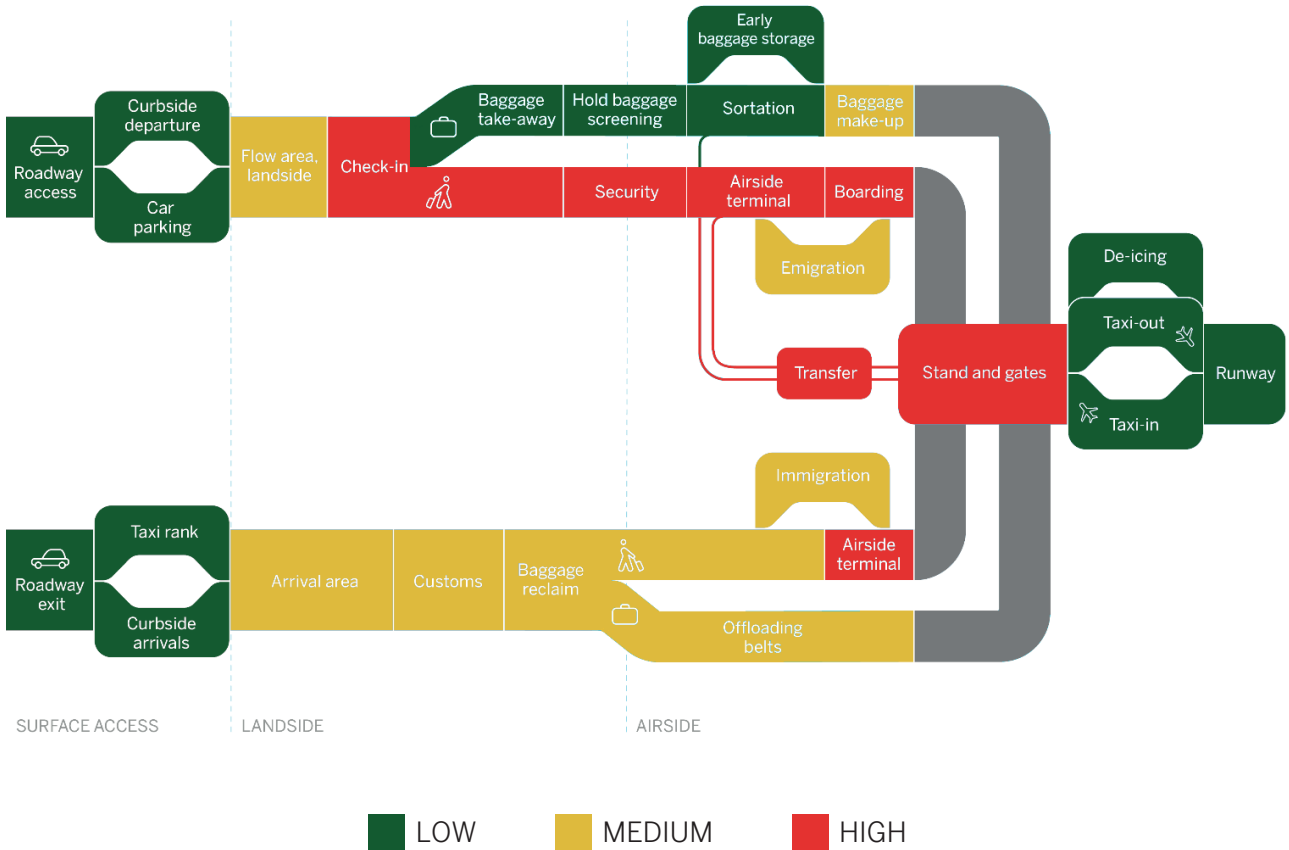 Early
baggage storage
Curbside
departure
Baggage
take-away
Hold baggage
screening
Sortation
Baggage
make-up
Roadway
access
Flow area,
landside
Check-in
Car
parking
Security
Airside
terminal
Boarding
Emigration
De-icing
Taxi-out
Transfer
Stand and gates
Runway
Taxi-in
Immigration
Taxi rank
Airside
terminal
Roadway
exit
Arrival area
Customs
Baggage
reclaim
Curbside
arrivals
Offloading
belts
SURFACE ACCESS
LANDSIDE
AIRSIDE
LOW
MEDIUM
HIGH